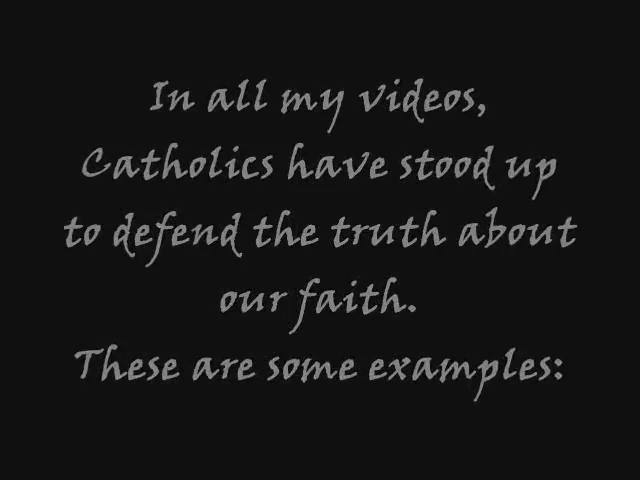 In all my videos,
Catholics have stood up
to defend the truth about
our faith.
These are some examples: